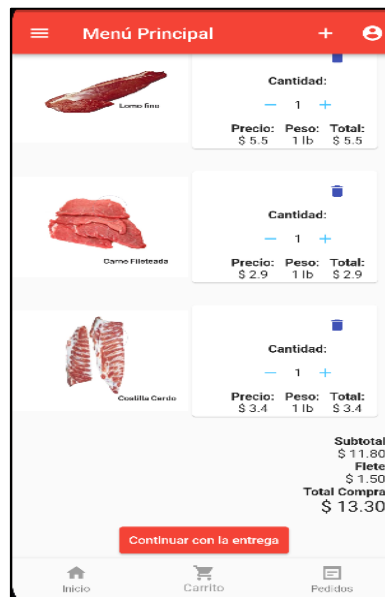 Menú Principal
Cantidad:
1
Lomo fino
Precio: Peso: Total:
$ 5.5 1 lb $ 5.5
Cantidad:
1
Carne Fileteada
Precio: Peso: Total:
$ 2.9 1 lb $ 2.9
Cantidad:
1
Costilla Cerdo
Precio: Peso: Total:
$ 3.4 1 lb $ 3.4
Subtotal
$ 11.80
Flete
$ 1.50
Total Compra
$ 13.30
Continuar con la entrega
Inicio Carrito Pedidos